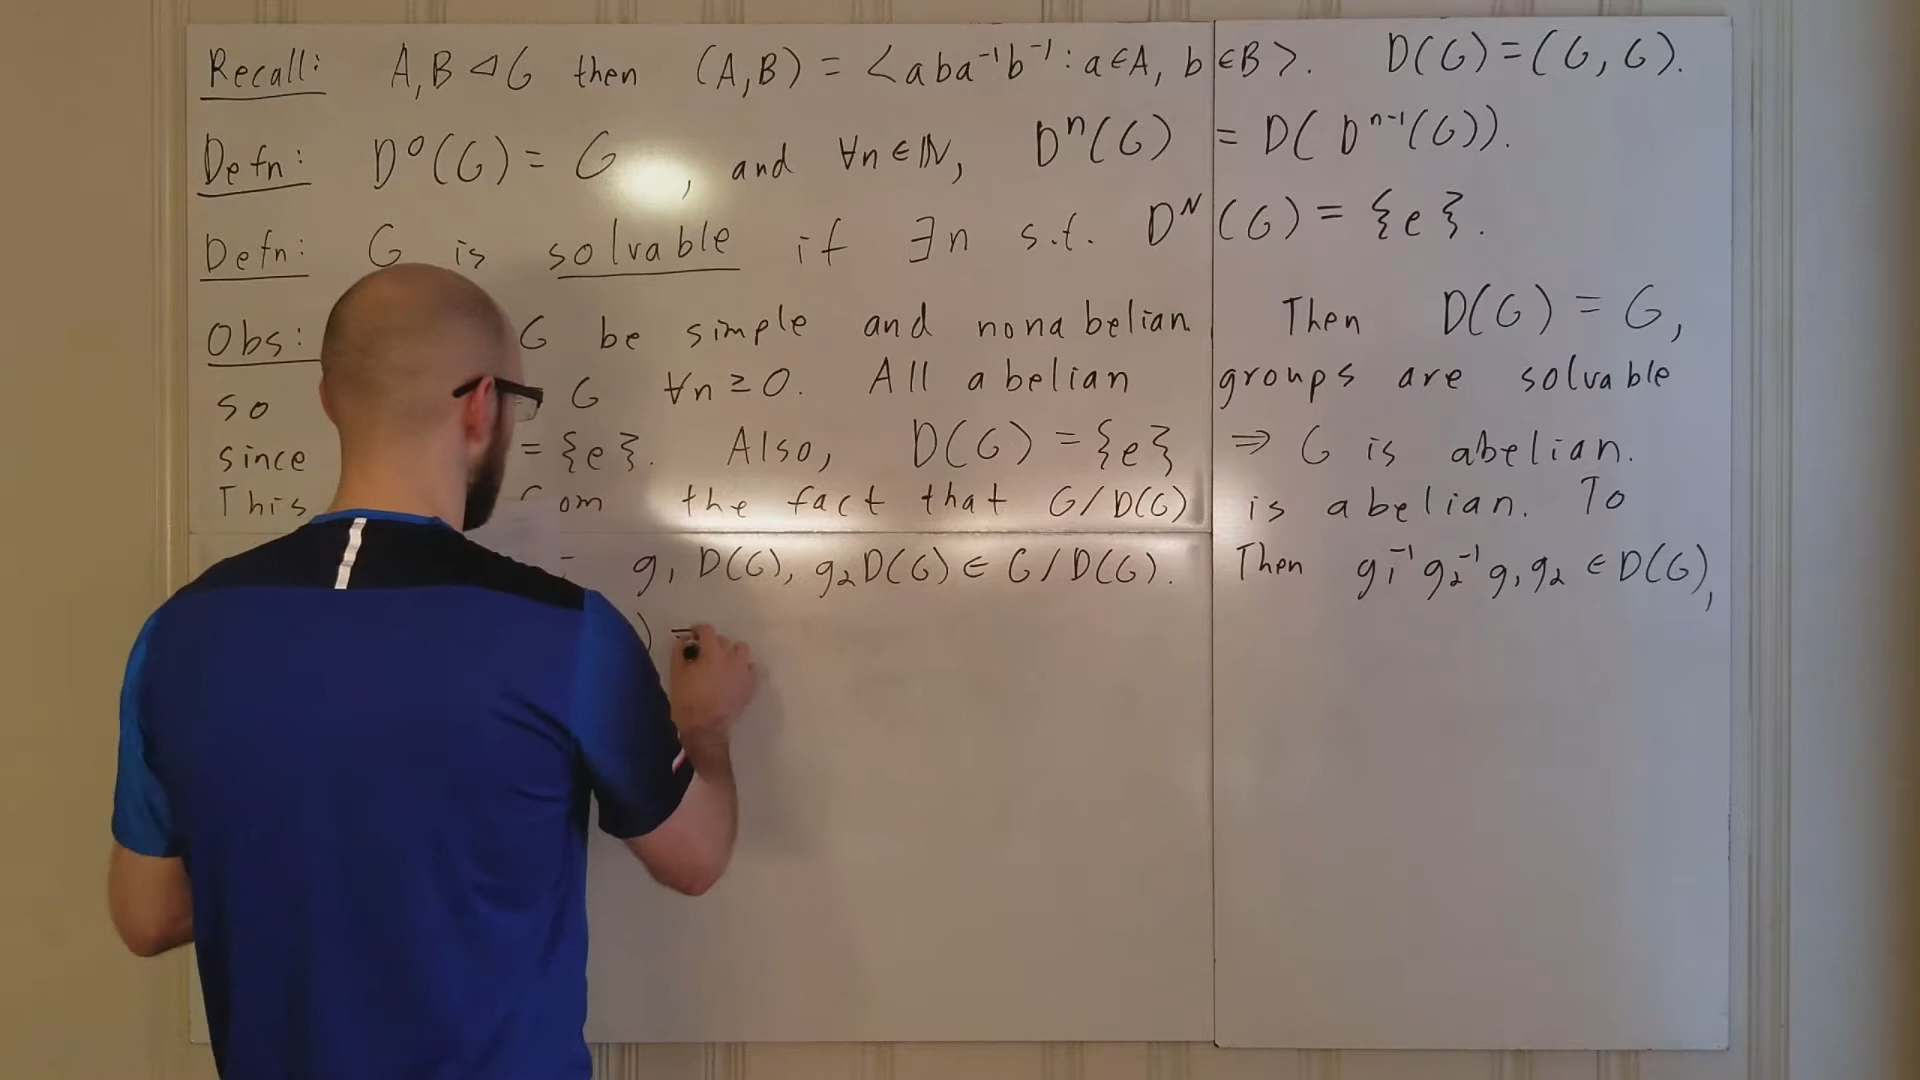 Recall: A,B ⊲ G then (A,B) = <aba⁻¹b⁻¹ : a∈A, b∈B>. D(G)=(G,G).
Defn: D⁰(G) = G, and ∀n∈ℕ, Dⁿ(G) = D(Dⁿ⁻¹(G)).
Defn: G is solvable if ∃n s.t. Dᴺ(G) = {e}.
Obs: G be simple and nonabelian Then D(G) = G,
so G ∀n ≥ 0. All abelian groups are solvable
since = {e}. Also, D(G) = {e} ⇒ G is abelian.
This the fact that G/D(G) is abelian. To
g₁D(G), g₂D(G) ∈ G/D(G). Then g₁⁻¹g₂⁻¹g₁g₂ ∈ D(G),
)